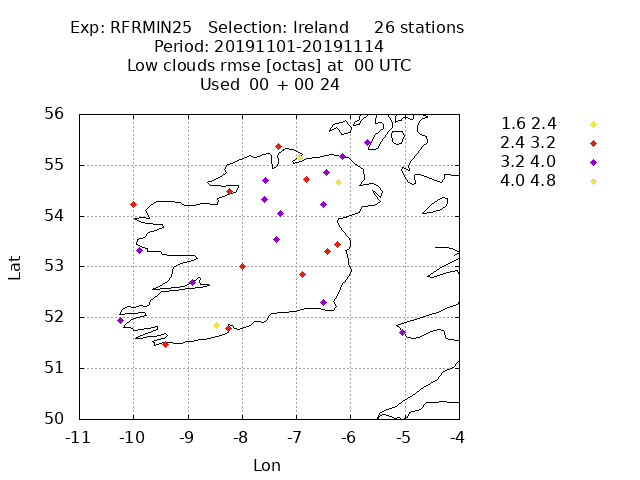 Exp: RFRMIN25   Selection: Ireland     26 stations
Period: 20191101-20191114
Low clouds rmse [octas] at  00 UTC
Used  00 + 00 24
1.6 2.4
2.4 3.2
3.2 4.0
4.0 4.8
56
55
54
53
52
51
50
Lat
-11 -10 -9 -8 -7 -6 -5 -4
Lon